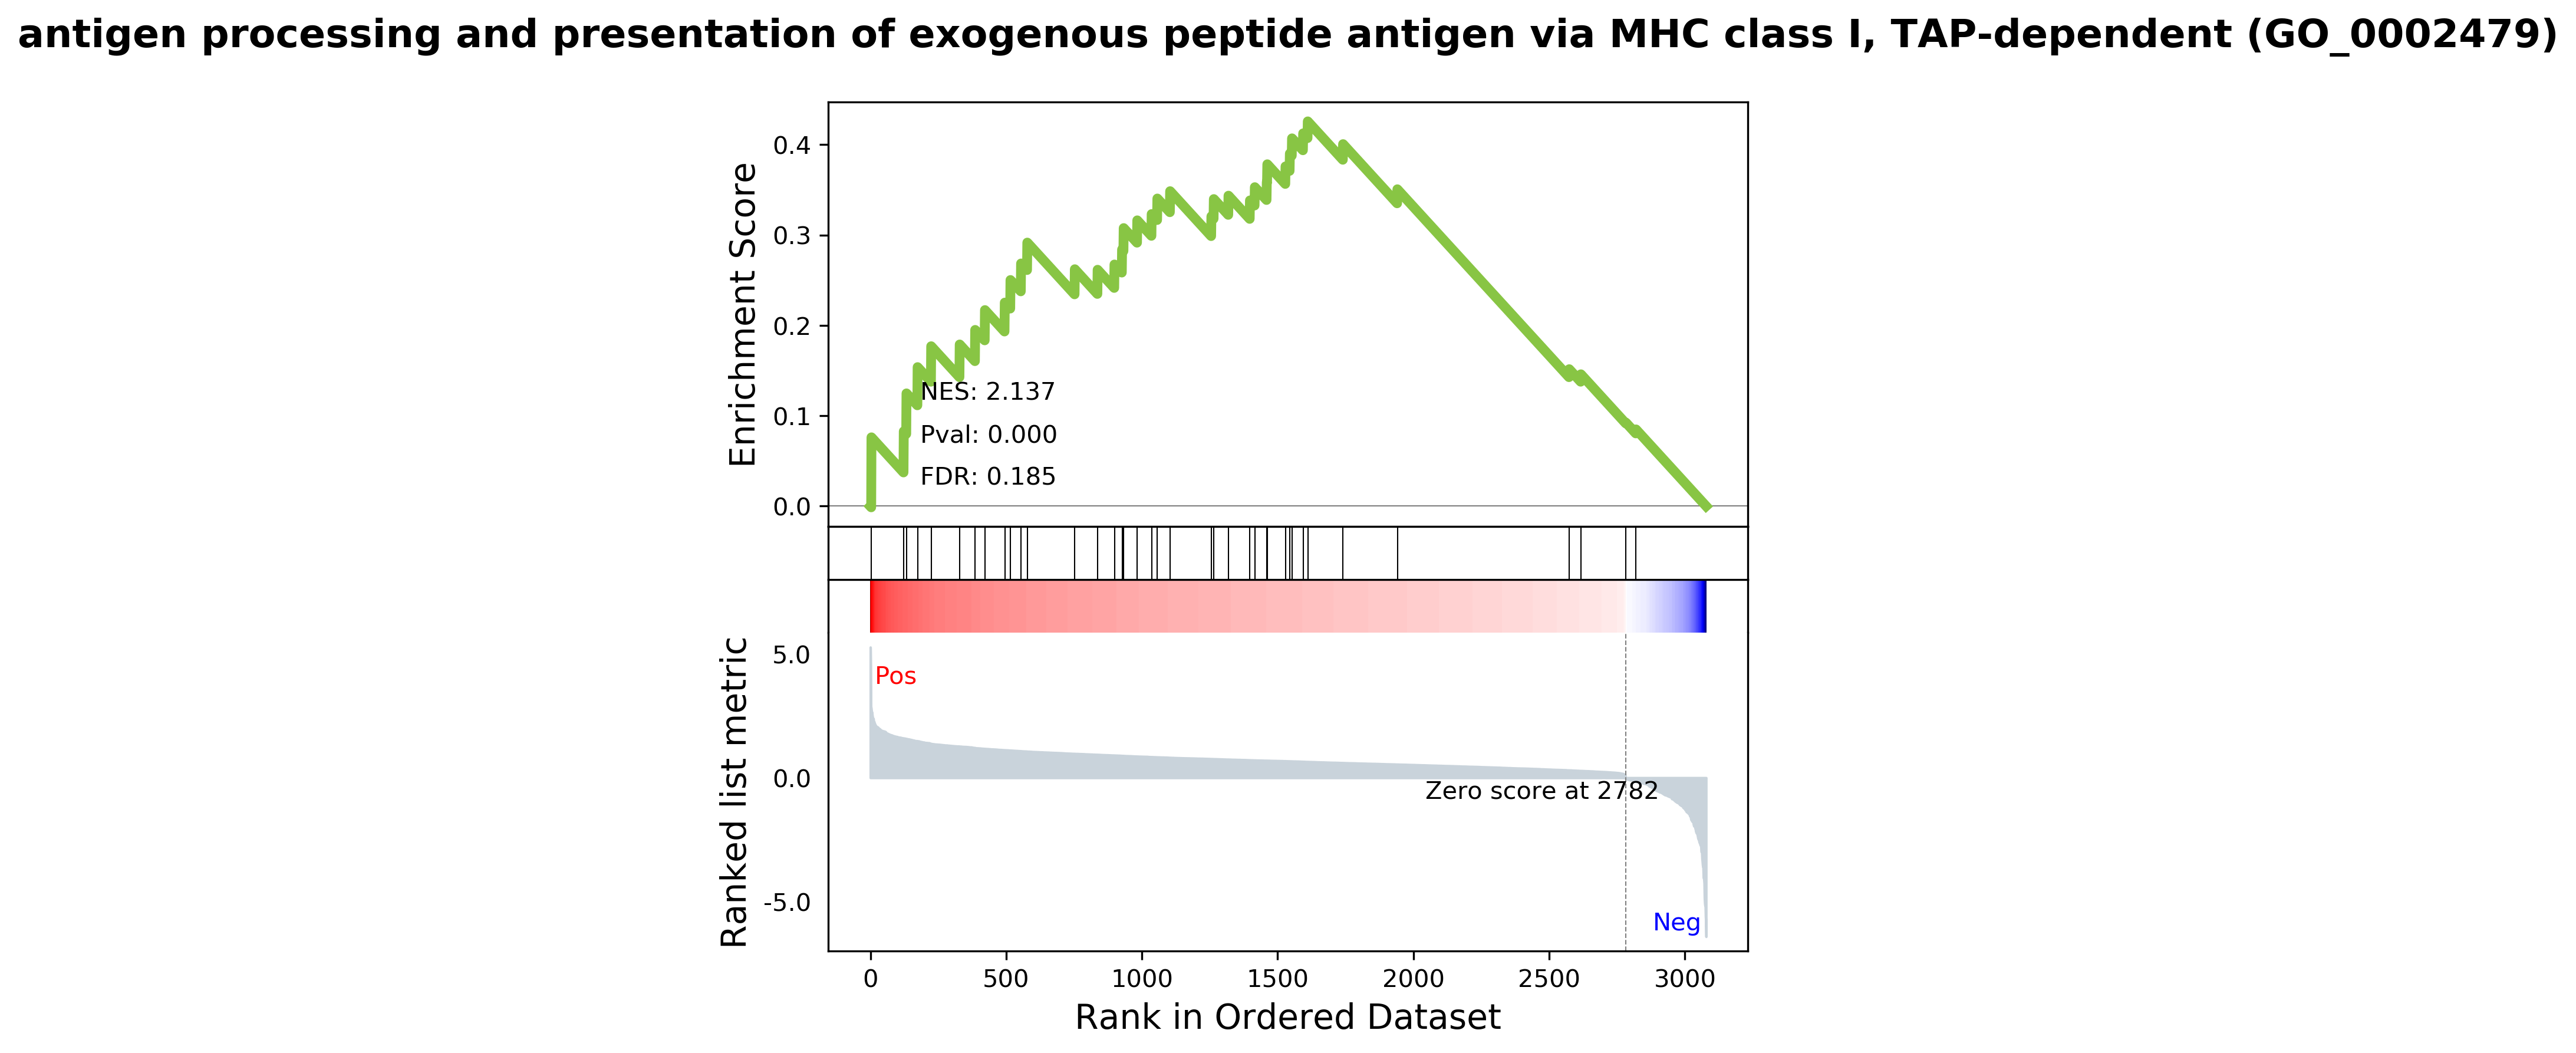 antigen processing and presentation of exogenous peptide antigen via MHC class I, TAP-dependent (GO_0002479)
Enrichment Score
0.4
0.3
0.2
0.1
0.0
NES: 2.137
Pval: 0.000
FDR: 0.185
Ranked list metric
5.0
0.0
-5.0
Pos
Zero score at 2782
Neg
0 500 1000 1500 2000 2500 3000
Rank in Ordered Dataset